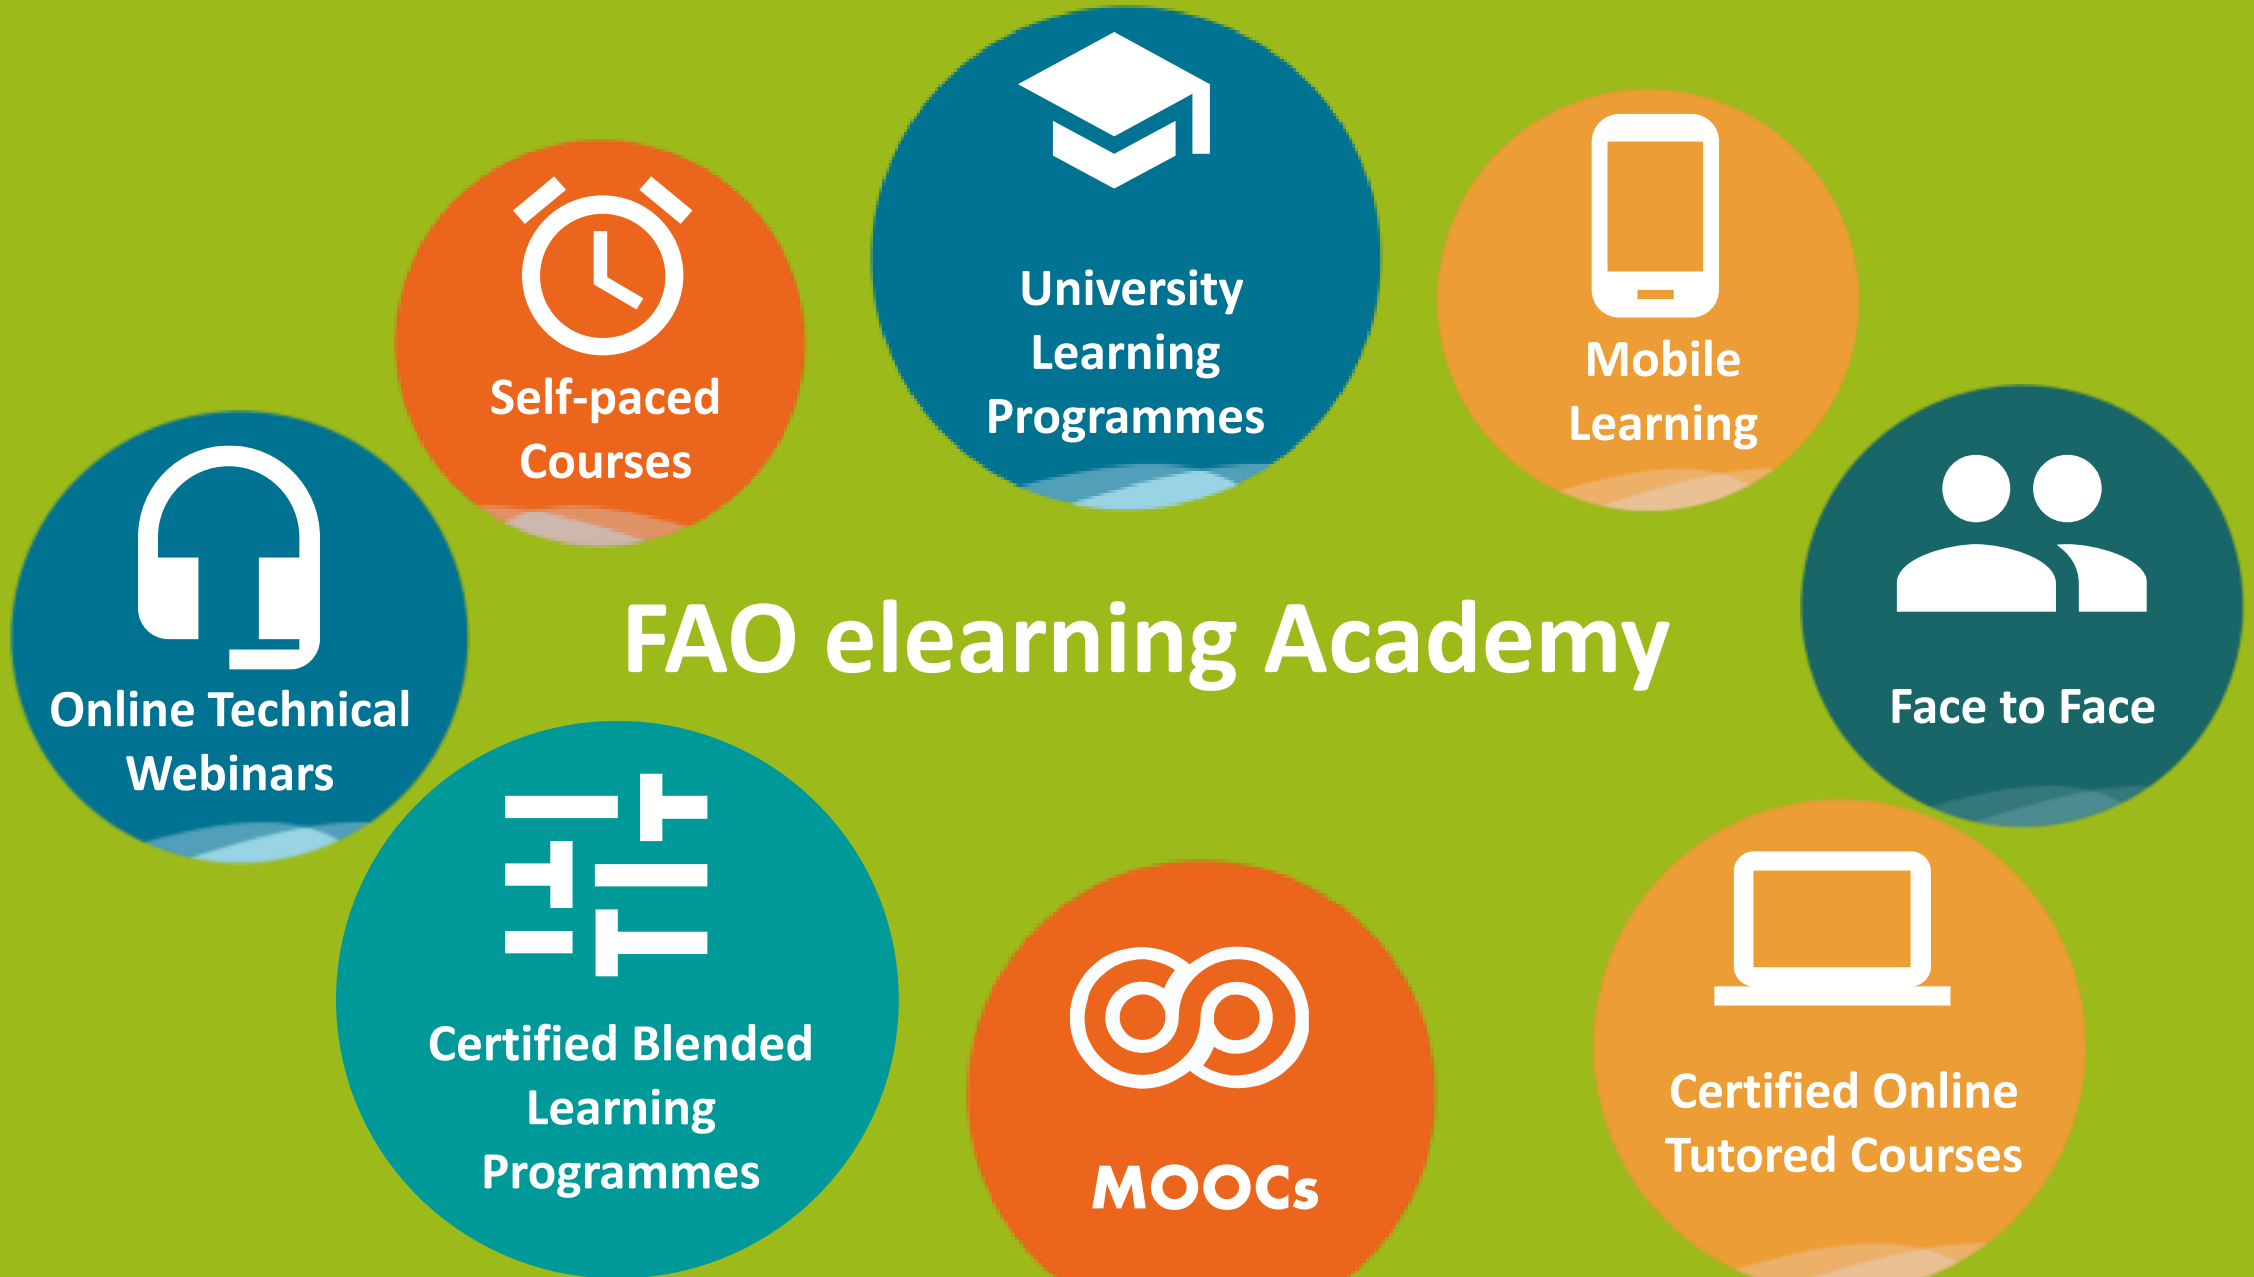 University
Learning
Programmes
Mobile
Learning
Self-paced
Courses
FAO elearning Academy
Online Technical
Webinars
Face to Face
Certified Blended
Learning
Programmes
MOOCs
Certified Online
Tutored Courses